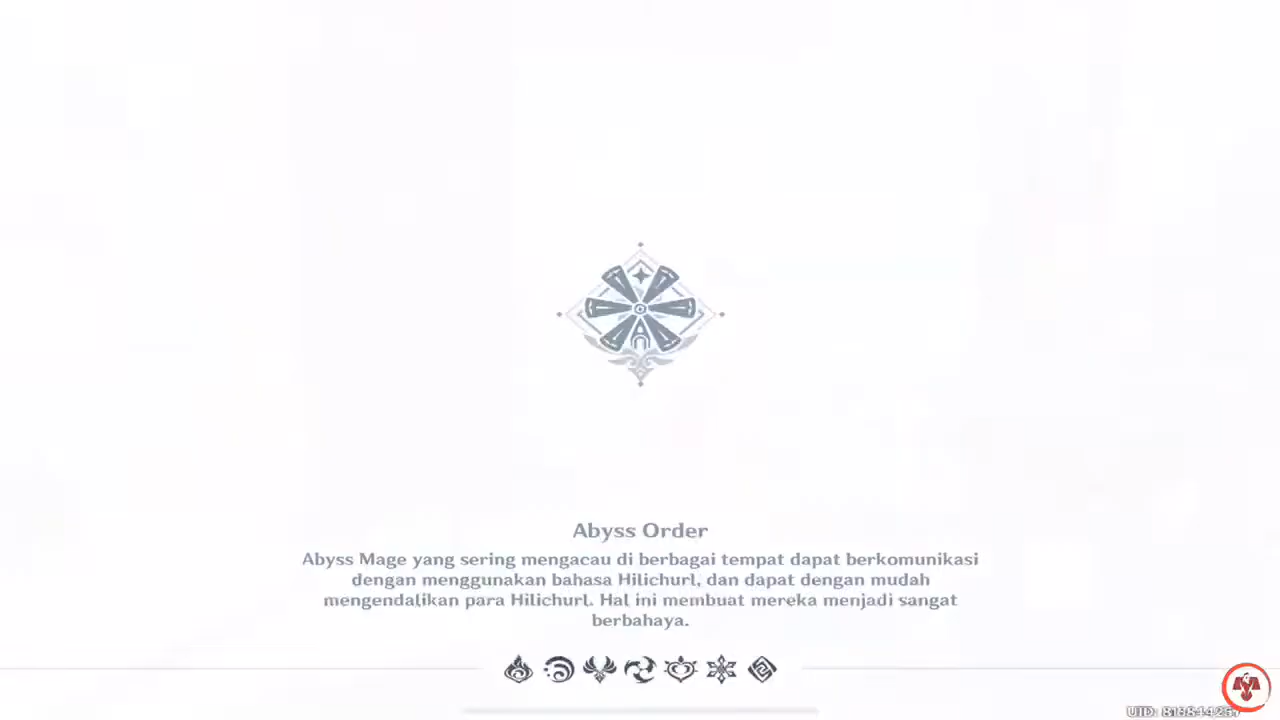 Abyss Order
Abyss Mage yang sering mengacau di berbagai tempat dapat berkomunikasi
dengan menggunakan bahasa Hilichurl, dan dapat dengan mudah
mengendalikan para Hilichurl. Hal ini membuat mereka menjadi sangat
berbahaya.
UID: